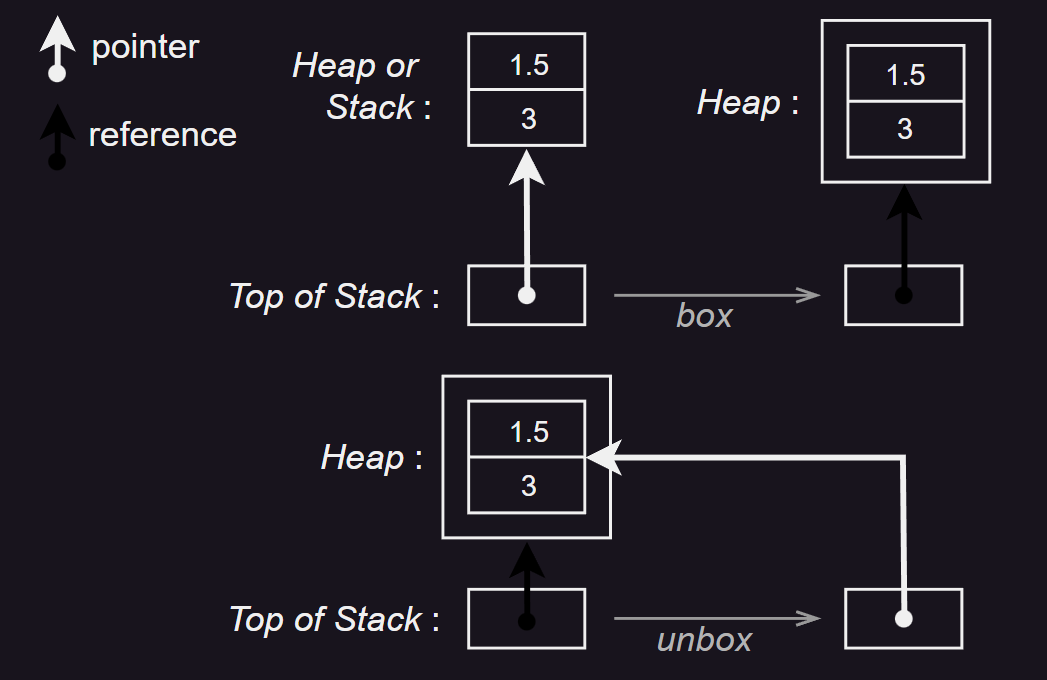 pointer
reference
Heap or
Stack :
1.5
3
Heap :
1.5
3
Top of Stack :
box
Heap :
1.5
3
Top of Stack :
unbox